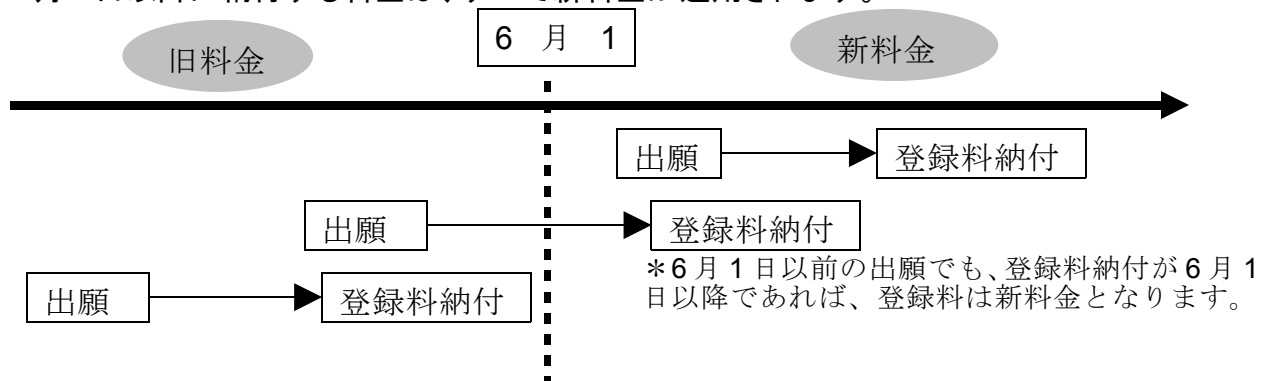 6 月 1
旧料金
新料金
出願
登録料納付
出願
登録料納付
*6月1日以前の出願でも、登録料納付が6月1
日以降であれば、登録料は新料金となります。
出願
登録料納付